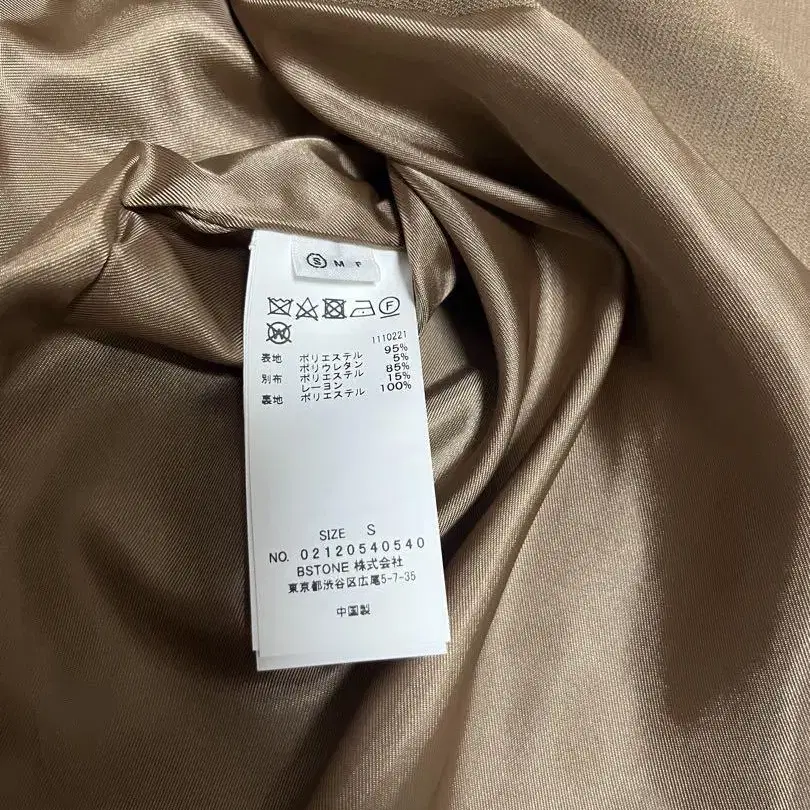 S M F
F
W
1110221
表地 ポリエステル 95%
ポリウレタン 5%
別布 ポリエステル 85%
レーヨン 15%
裏地 ポリエステル 100%
SIZE S
NO. 02120540540
BSTONE 株式会社
東京都渋谷区広尾5-7-35
中国製